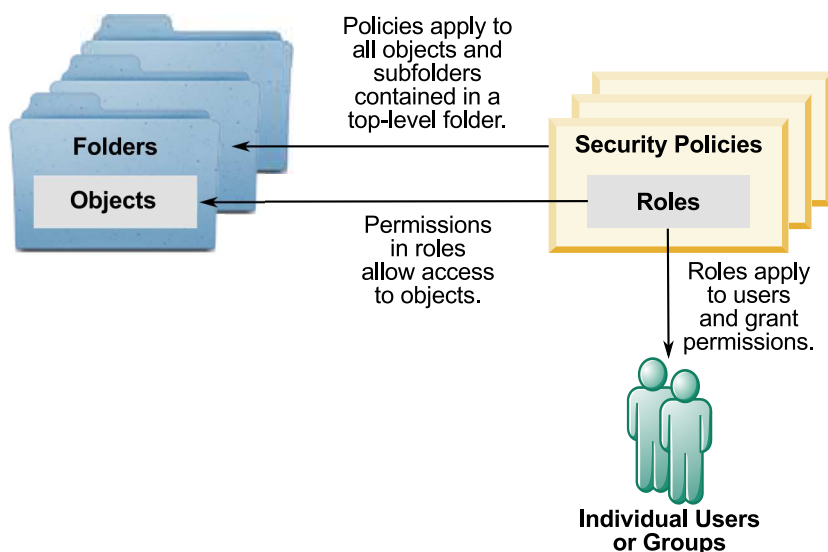 Policies apply to
all objects and
subfolders
contained in a
top-level folder.
Folders
Security Policies
Objects
Roles
Permissions
in roles
allow access
to objects.
Roles apply
to users
and grant
permissions.
Individual Users
or Groups